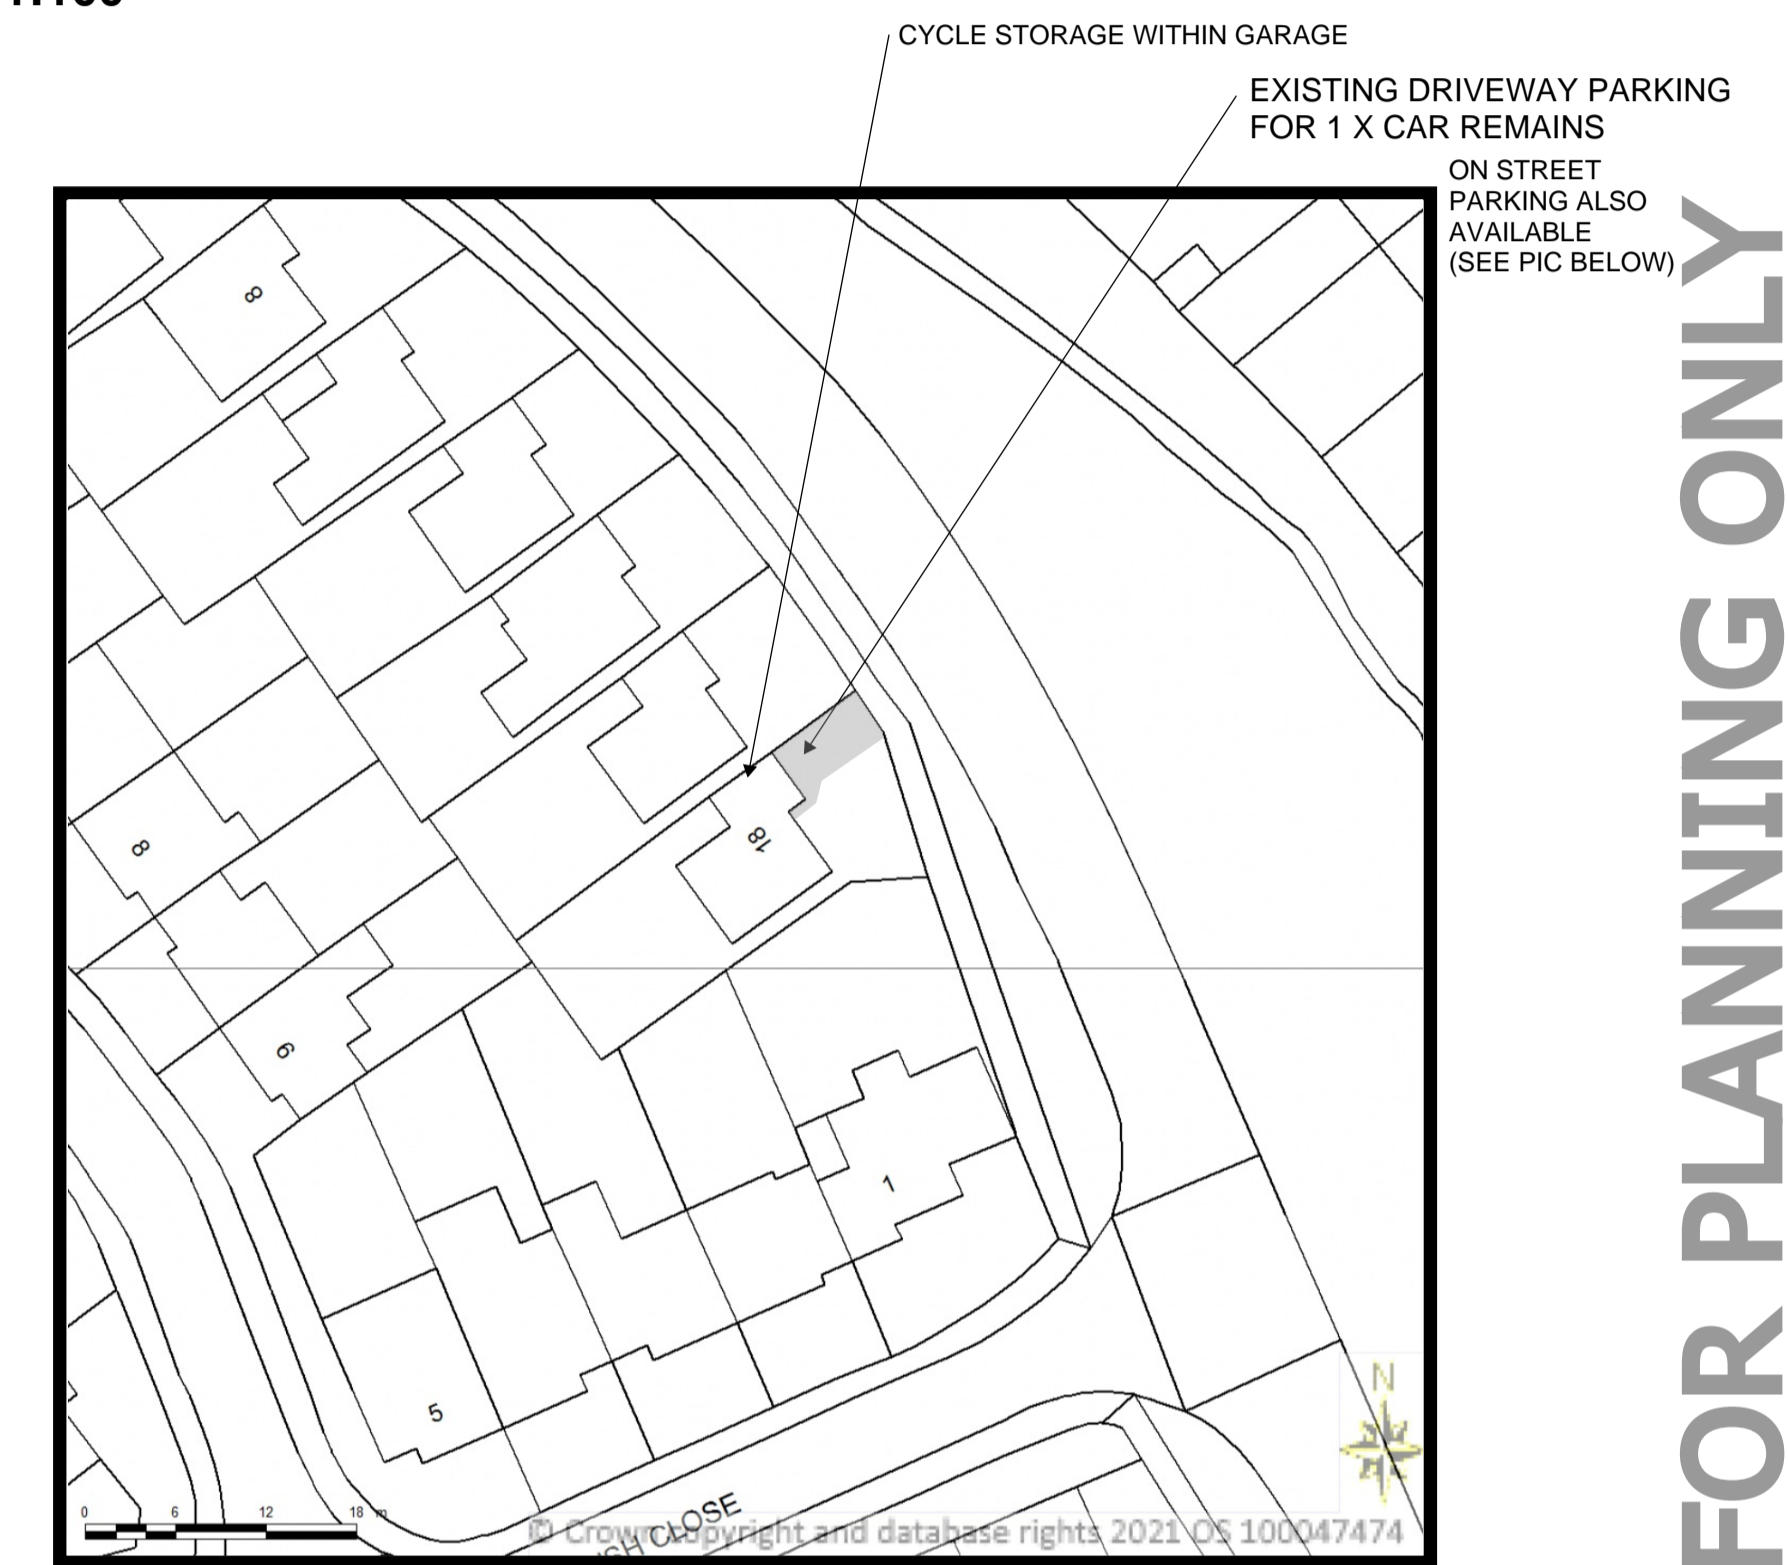 CYCLE STORAGE WITHIN GARAGE
EXISTING DRIVEWAY PARKING
FOR 1 X CAR REMAINS
ON STREET
PARKING ALSO
AVAILABLE
(SEE PIC BELOW)
FOR PLANNING ONLY
8
18
8
6
1
5
N
0 6 12 18 m
CLOSE
© Crown copyright and database rights 2021 OS 100047474